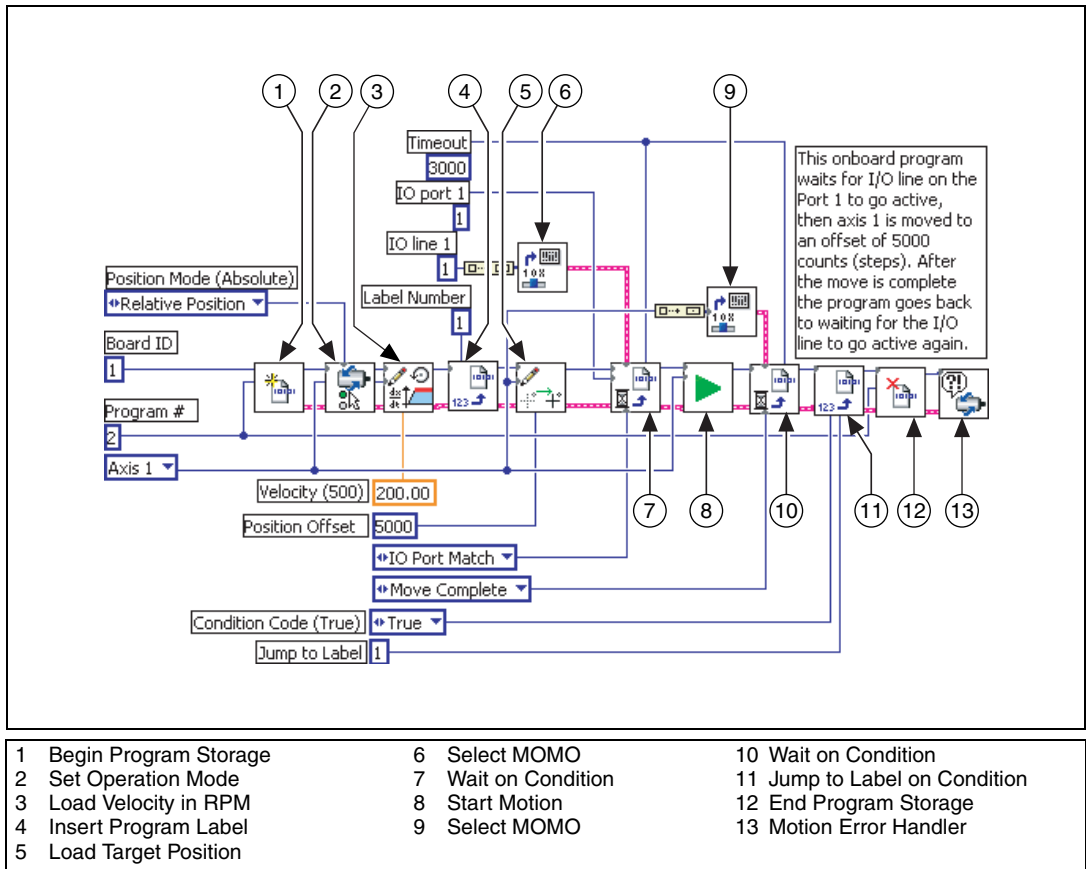 1 2 3 4 5 6 9
Timeout
3000
IO port 1
1
IO line 1
1
This onboard program
waits for I/O line on the
Port 1 to go active,
then axis 1 is moved to
an offset of 5000
counts (steps). After
the move is complete
the program goes back
to waiting for the I/O
line to go active again.
Position Mode (Absolute)
Relative Position
Label Number
1
Board ID
1
Program #
2
Axis 1
Velocity (500) 200.00
Position Offset 5000
7 8 10 11 12 13
IO Port Match
Move Complete
Condition Code (True) True
Jump to Label 1
1 Begin Program Storage
2 Set Operation Mode
3 Load Velocity in RPM
4 Insert Program Label
5 Load Target Position
6 Select MOMO
7 Wait on Condition
8 Start Motion
9 Select MOMO
10 Wait on Condition
11 Jump to Label on Condition
12 End Program Storage
13 Motion Error Handler